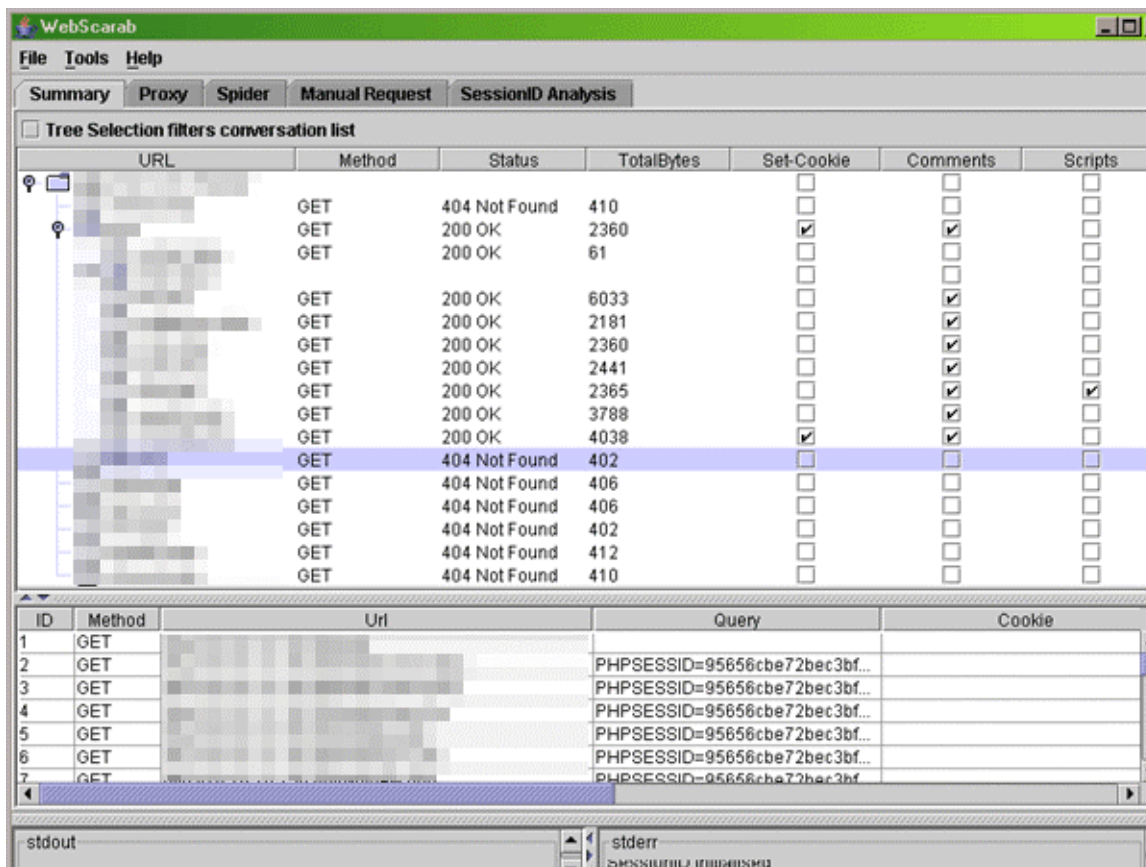 WebScarab
File Tools Help
Summary Proxy Spider Manual Request SessionID Analysis
Tree Selection filters conversation list
URL Method Status TotalBytes Set-Cookie Comments Scripts
GET 404 Not Found 410
GET 200 OK 2360
GET 200 OK 61
GET 200 OK 6033
GET 200 OK 2181
GET 200 OK 2360
GET 200 OK 2441
GET 200 OK 2365
GET 200 OK 3788
GET 200 OK 4038
GET 404 Not Found 402
GET 404 Not Found 406
GET 404 Not Found 406
GET 404 Not Found 402
GET 404 Not Found 412
GET 404 Not Found 410
ID Method Url Query Cookie
1 GET
2 GET PHPSESSID=95656cbe72bec3bf...
3 GET PHPSESSID=95656cbe72bec3bf...
4 GET PHPSESSID=95656cbe72bec3bf...
5 GET PHPSESSID=95656cbe72bec3bf...
6 GET PHPSESSID=95656cbe72bec3bf...
7 GET PHPSESSID=95656cbe72bec3bf
stdout stderr
SessionID initialised